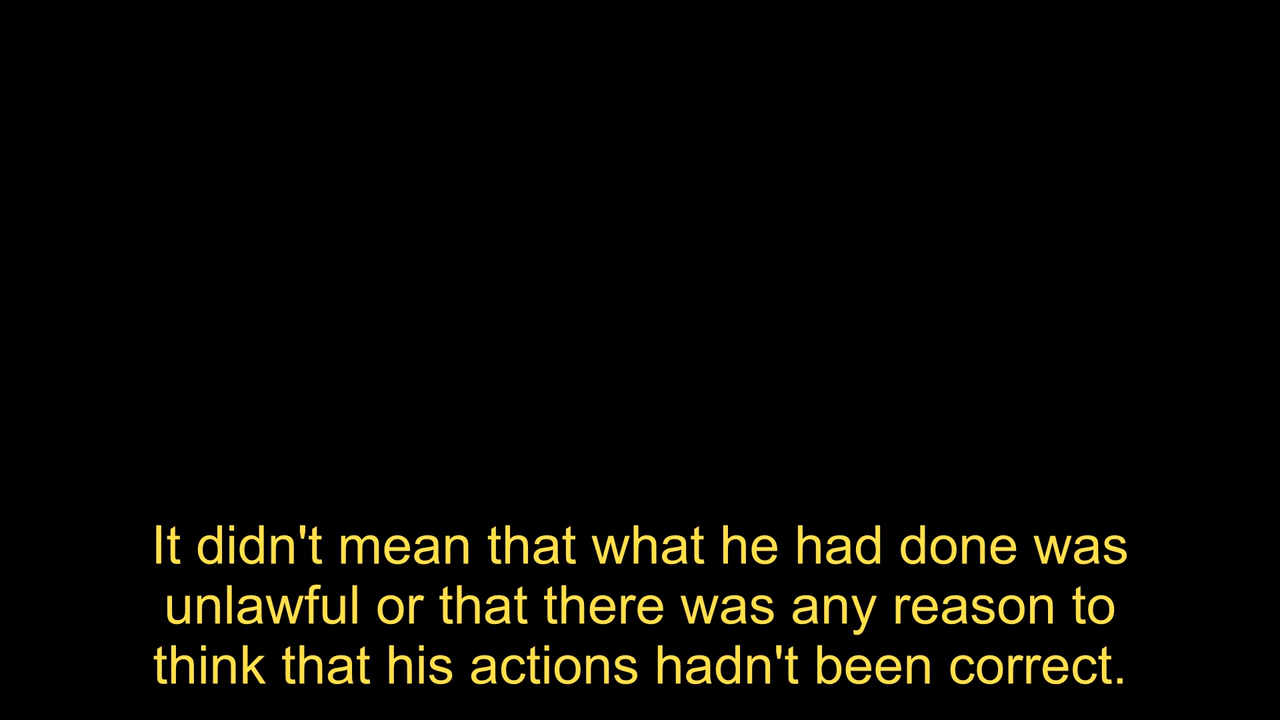 It didn't mean that what he had done was
unlawful or that there was any reason to
think that his actions hadn't been correct.